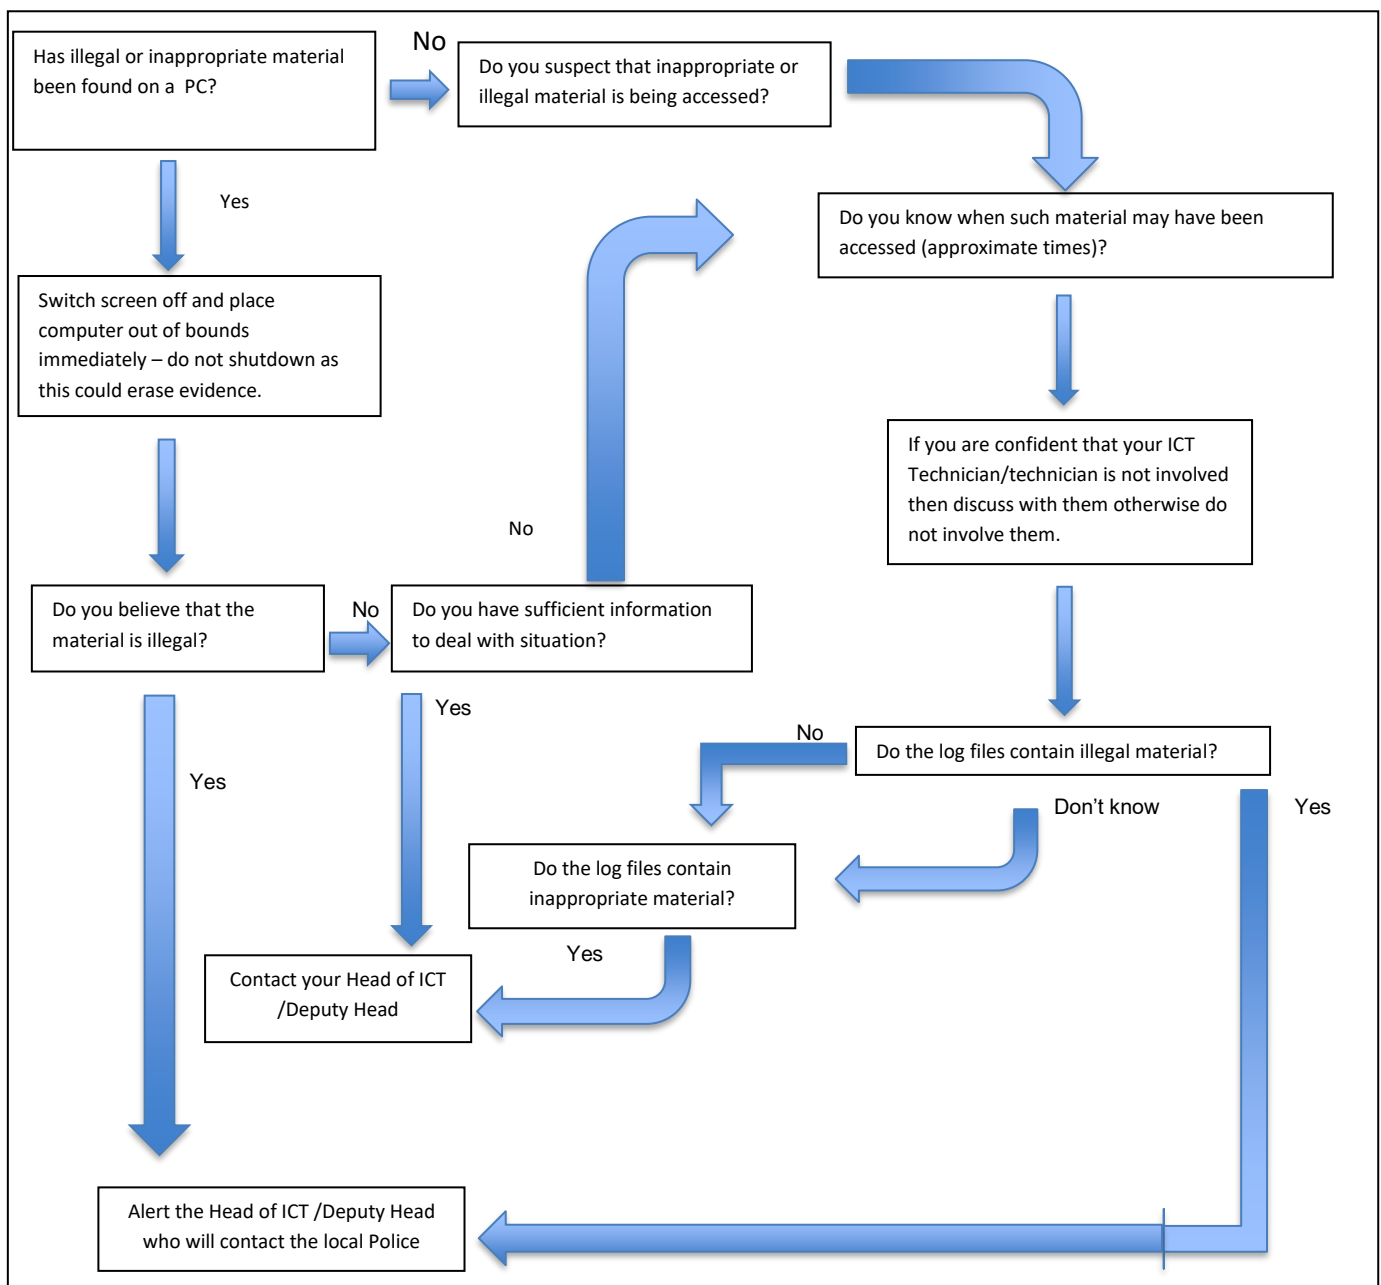 Has illegal or inappropriate material
been found on a PC?
No
Do you suspect that inappropriate or
illegal material is being accessed?
Yes
Do you know when such material may have been
accessed (approximate times)?
Switch screen off and place
computer out of bounds
immediately – do not shutdown as
this could erase evidence.
If you are confident that your ICT
Technician/technician is not involved
then discuss with them otherwise do
not involve them.
No
Do you believe that the
material is illegal?
No
Do you have sufficient information
to deal with situation?
Yes
No
Do the log files contain illegal material?
Yes
Don’t know
Yes
Do the log files contain
inappropriate material?
Yes
Contact your Head of ICT
/Deputy Head
Alert the Head of ICT /Deputy Head
who will contact the local Police